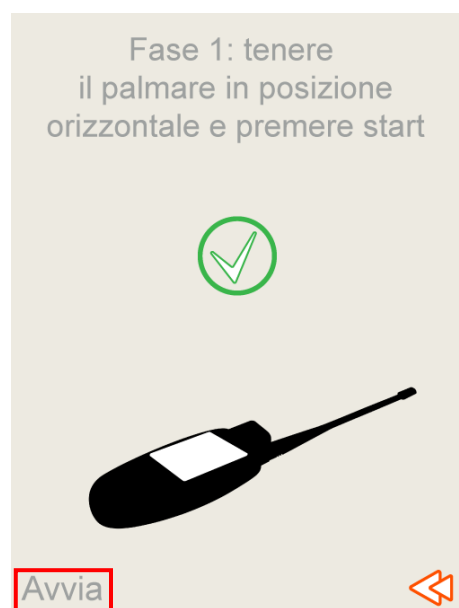 Fase 1: tenere
il palmare in posizione
orizzontale e premere start
Avvia